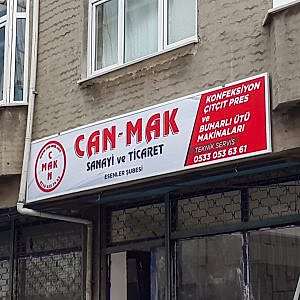 CAN-MAK
SANAYİ ve TİCARET
ESENLER ŞUBESİ
KONFEKSİYON
ÇITÇIT PRES
ve
BUHARLI ÜTÜ
MAKİNALARI
TEKNİK SERVİS
0533 053 63 61
CAN
MAK